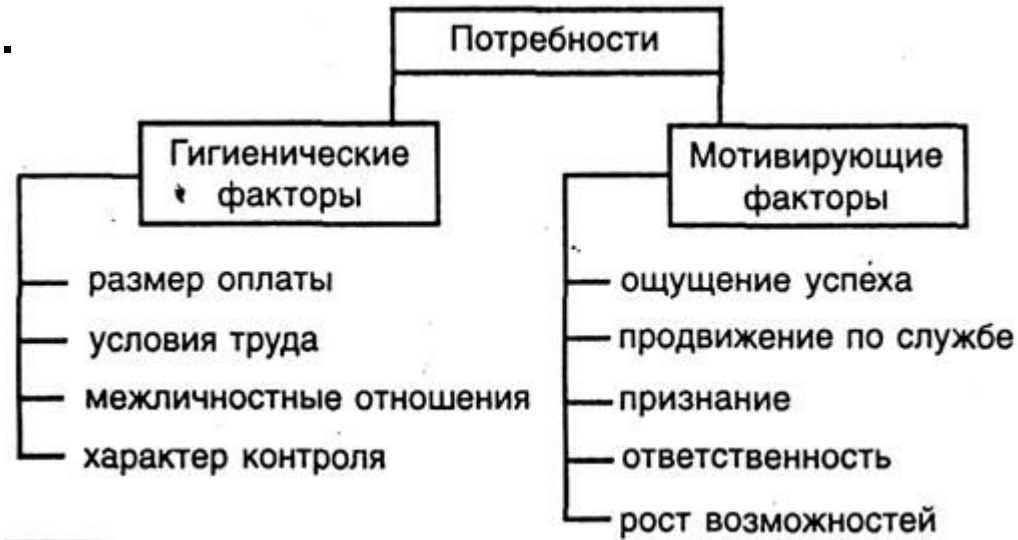 Потребности
Гигиенические
факторы
размер оплаты
условия труда
межличностные отношения
характер контроля
Мотивирующие
факторы
ощущение успеха
продвижение по службе
признание
ответственность
рост возможностей